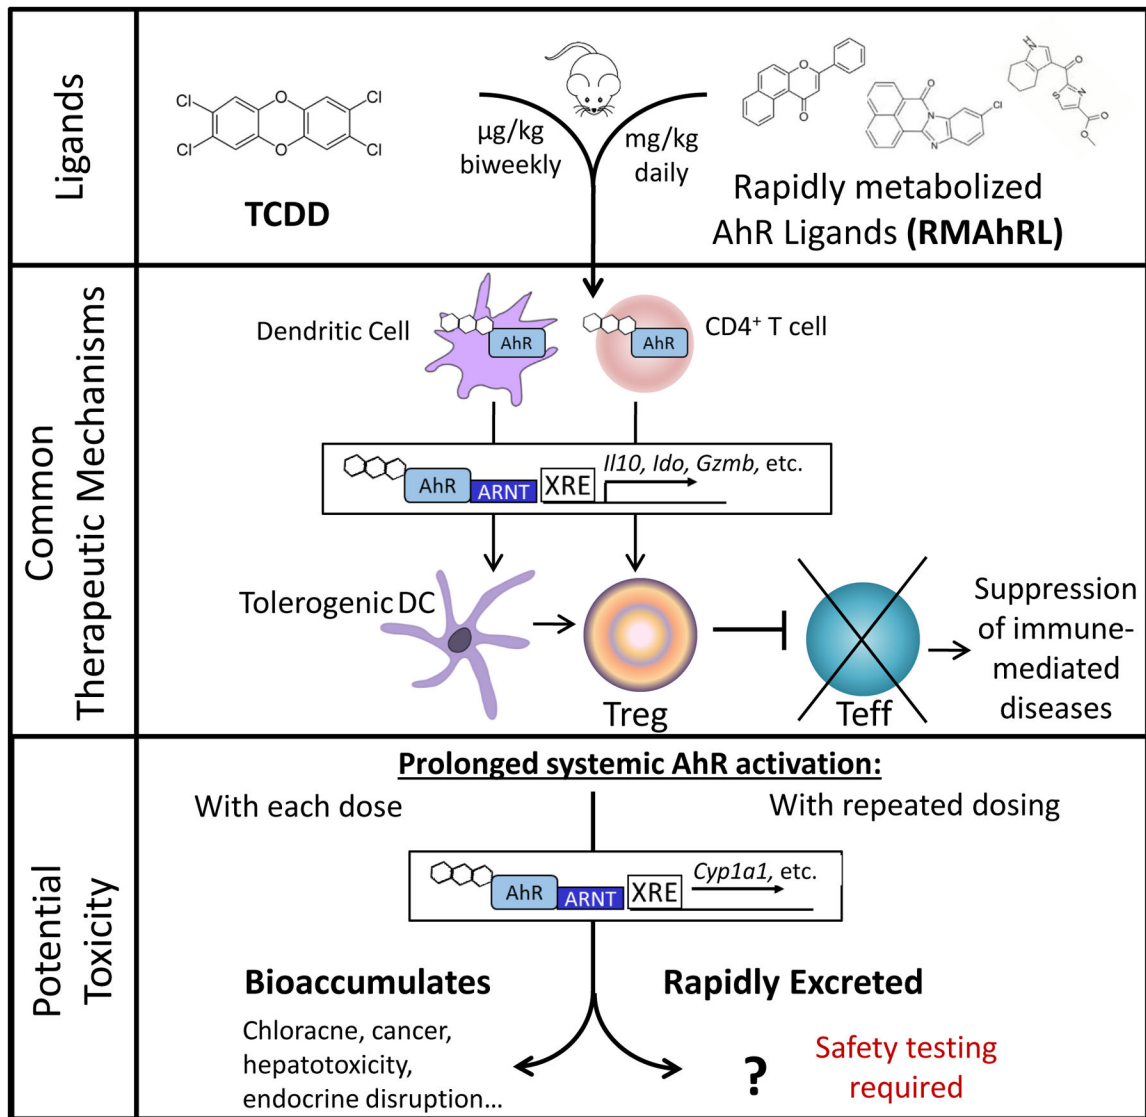 Ligands
Cl
Cl
Cl
Cl
O
O
TCDD
µg/kg
biweekly
mg/kg
daily
O
O
O
N
N
Cl
H
N
O
N
S
O
O
Rapidly metabolized
AhR Ligands (RMAhRL)
Common
Therapeutic Mechanisms
Dendritic Cell
AhR
AhR
CD4⁺ T cell
AhR
ARNT
XRE
Il10, Ido, Gzmb, etc.
Tolerogenic DC
Treg
Teff
Suppression
of immune-
mediated
diseases
Potential
Toxicity
Prolonged systemic AhR activation:
With each dose
With repeated dosing
AhR
ARNT
XRE
Cyp1a1, etc.
Bioaccumulates
Rapidly Excreted
Chloracne, cancer,
hepatotoxicity,
endocrine disruption...
?
Safety testing
required